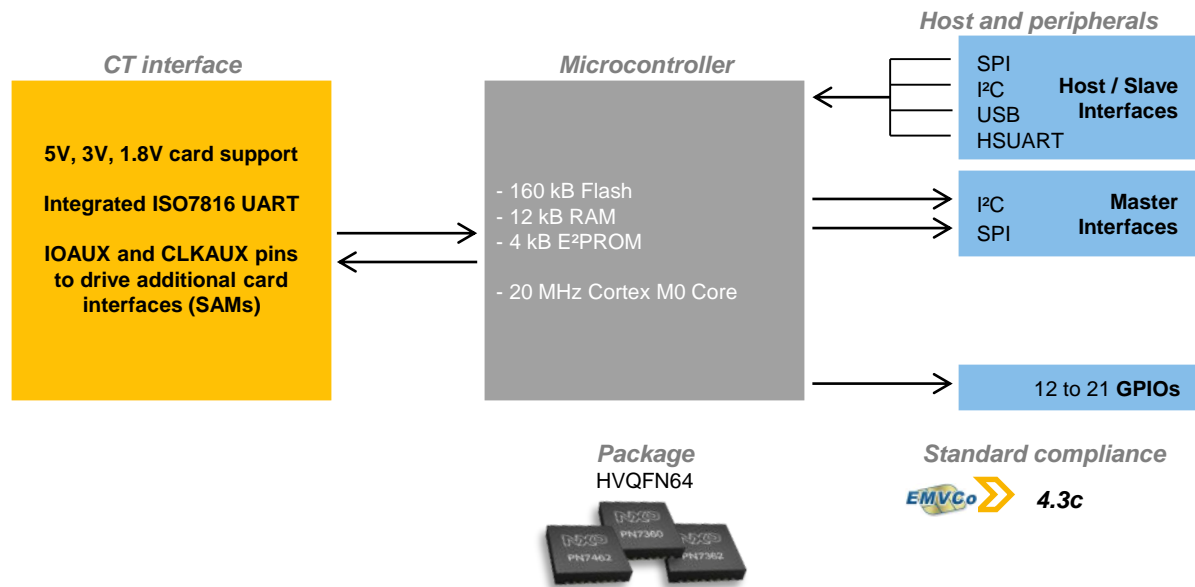 Host and peripherals
CT interface
Microcontroller
5V, 3V, 1.8V card support
Integrated ISO7816 UART
IOAUX and CLKAUX pins
to drive additional card
interfaces (SAMs)
- 160 kB Flash
- 12 kB RAM
- 4 kB E²PROM
- 20 MHz Cortex M0 Core
SPI
I²C
USB
HSUART
Host / Slave
Interfaces
I²C
SPI
Master
Interfaces
12 to 21 GPIOs
Package
HVQFN64
NXP
PN7462
NXP
PN7360
NXP
PN7362
Standard compliance
EMVCo
4.3c